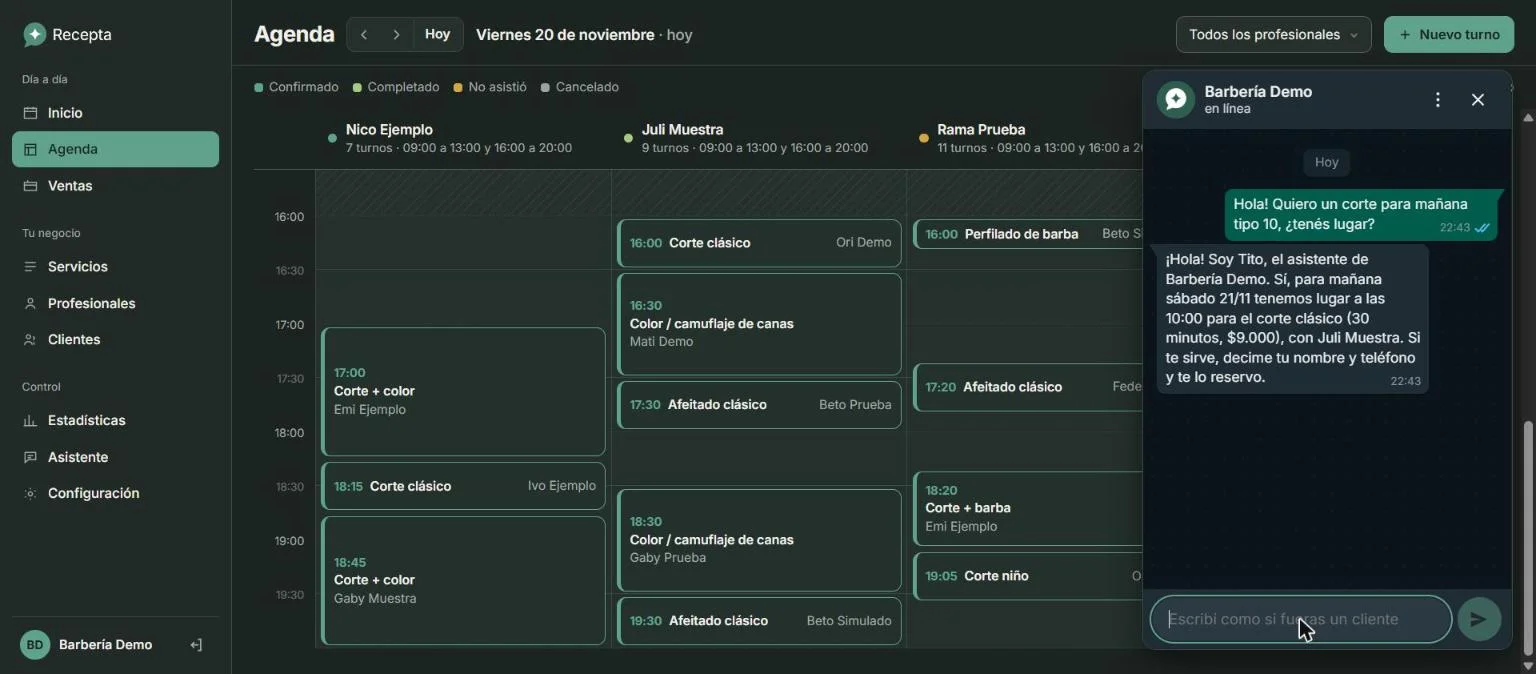 Recepta
Día a día
Inicio
Agenda
Ventas
Tu negocio
Servicios
Profesionales
Clientes
Control
Estadísticas
Asistente
Configuración
BD Barbería Demo
Agenda
Hoy
Viernes 20 de noviembre · hoy
Todos los profesionales
+ Nuevo turno
Confirmado Completado No asistió Cancelado
Nico Ejemplo
7 turnos · 09:00 a 13:00 y 16:00 a 20:00
Juli Muestra
9 turnos · 09:00 a 13:00 y 16:00 a 20:00
Rama Prueba
11 turnos · 09:00 a 13:00 y 16:00 a 2
16:00
16:30
17:00
17:30
18:00
18:30
19:00
19:30
17:00
Corte + color
Emi Ejemplo
18:15 Corte clásico Ivo Ejemplo
18:45
Corte + color
Gaby Muestra
16:00 Corte clásico Ori Demo
16:30
Color / camuflaje de canas
Mati Demo
17:30 Afeitado clásico Beto Prueba
18:30
Color / camuflaje de canas
Gaby Prueba
19:30 Afeitado clásico Beto Simulado
16:00 Perfilado de barba Beto S
17:20 Afeitado clásico Fede
18:20
Corte + barba
Emi Ejemplo
19:05 Corte niño O
Barbería Demo
en línea
Hoy
Hola! Quiero un corte para mañana
tipo 10, ¿tenés lugar?
22:43
¡Hola! Soy Tito, el asistente de
Barbería Demo. Sí, para mañana
sábado 21/11 tenemos lugar a las
10:00 para el corte clásico (30
minutos, $9.000), con Juli Muestra. Si
te sirve, decime tu nombre y teléfono
y te lo reservo.
22:43
Escribí como si fueras un cliente